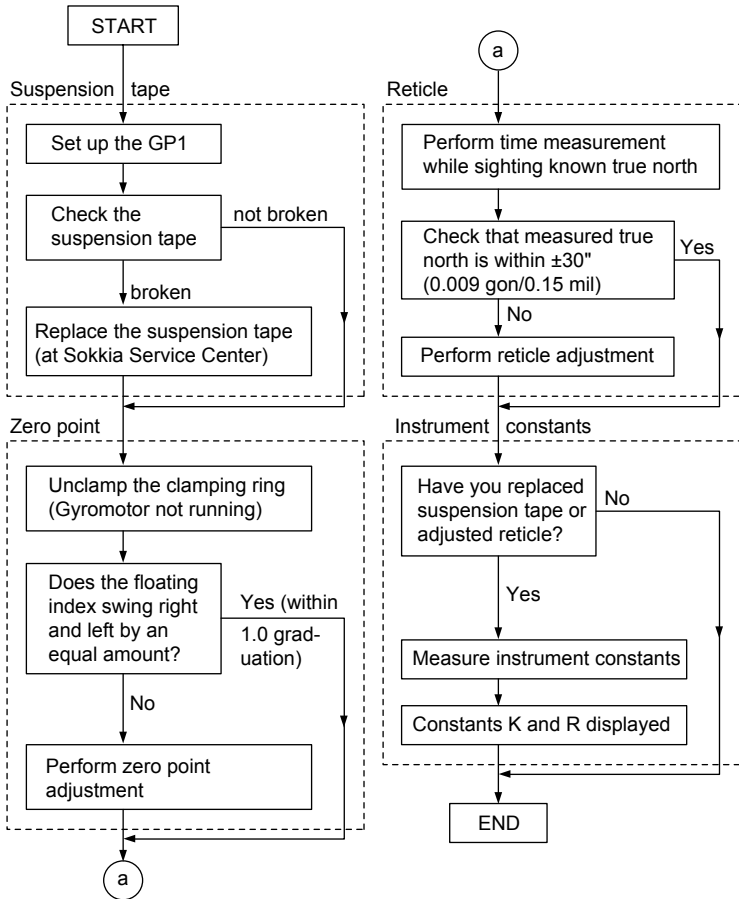 START
Suspension tape
Set up the GP1
Check the
suspension tape
not broken
broken
Replace the suspension tape
(at Sokkia Service Center)
Zero point
Unclamp the clamping ring
(Gyromotor not running)
Does the floating
index swing right
and left by an
equal amount?
Yes (within
1.0 grad-
uation)
No
Perform zero point
adjustment
a
a
Reticle
Perform time measurement
while sighting known true north
Check that measured true
north is within ±30"
(0.009 gon/0.15 mil)
Yes
No
Perform reticle adjustment
Instrument constants
Have you replaced
suspension tape or
adjusted reticle?
No
Yes
Measure instrument constants
Constants K and R displayed
END